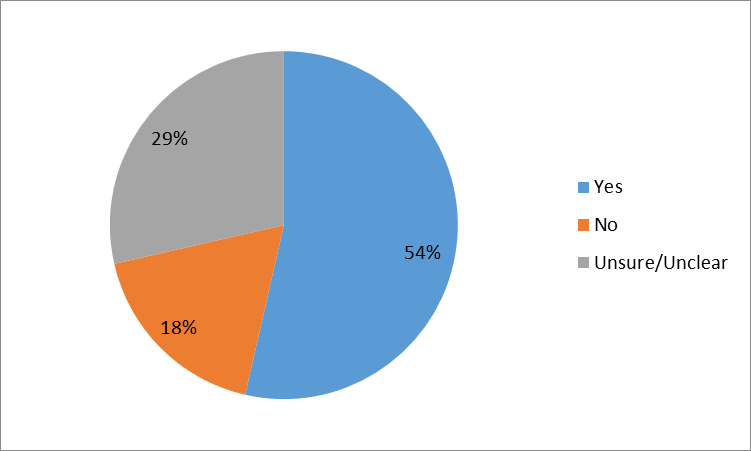 29%
54%
18%
Yes
No
Unsure/Unclear